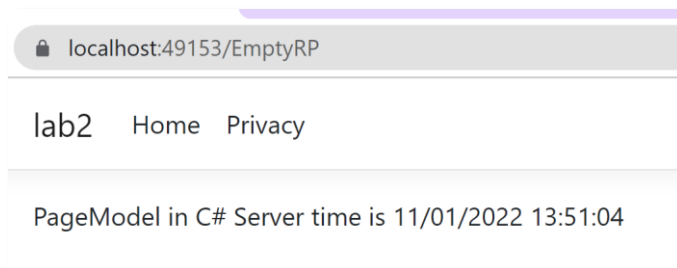 localhost:49153/EmptyRP
lab2 Home Privacy
PageModel in C# Server time is 11/01/2022 13:51:04